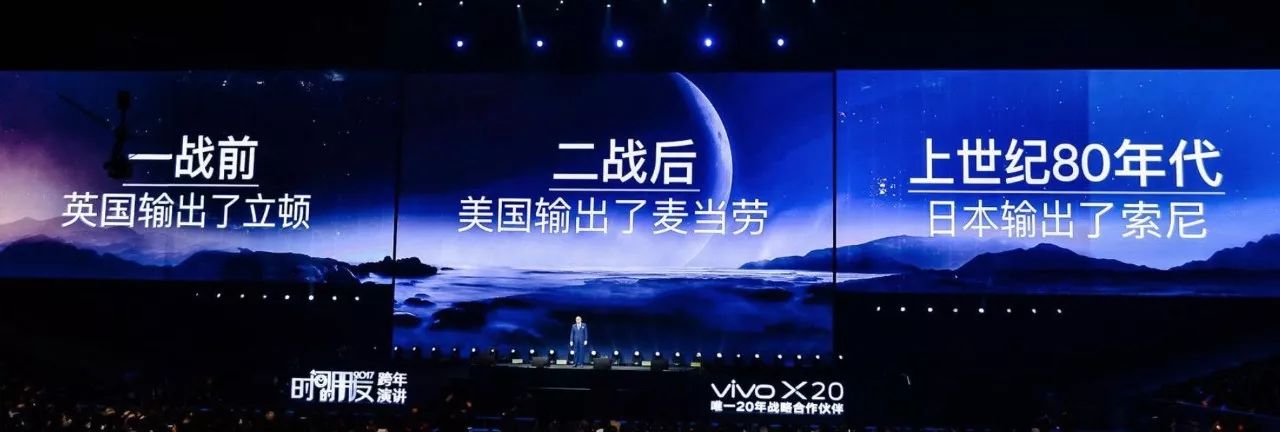 一战前
英国输出了立顿
二战后
美国输出了麦当劳
上世纪80年代
日本输出了索尼
时间的朋友
2017
跨年
演讲
vivo X20
唯一20年战略合作伙伴